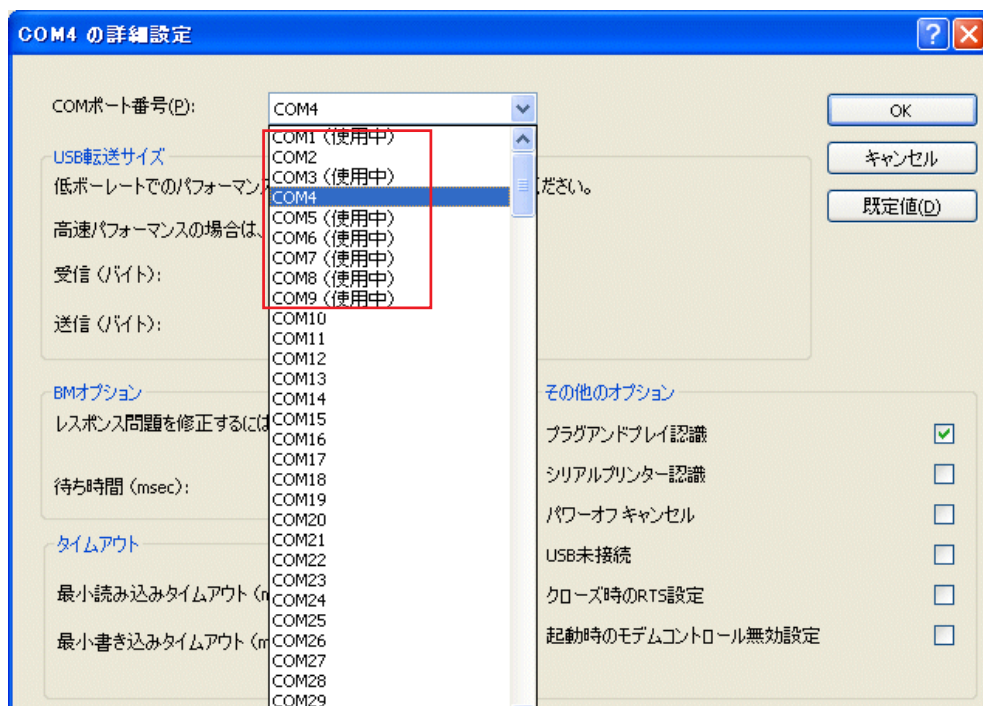 COM4 の詳細設定
COMポート番号(P):
COM4
OK
キャンセル
既定値(D)
COM1 (使用中)
COM2
COM3 (使用中)
COM4
COM5 (使用中)
COM6 (使用中)
COM7 (使用中)
COM8 (使用中)
COM9 (使用中)
COM10
COM11
COM12
COM13
COM14
COM15
COM16
COM17
COM18
COM19
COM20
COM21
COM22
COM23
COM24
COM25
COM26
COM27
COM28
COM29
USB転送サイズ
低ボーレートでのパフォーマン
ださい。
高速パフォーマンスの場合は、
受信 (バイト):
送信 (バイト):
BMオプション
レスポンス問題を修正するには
待ち時間 (msec):
タイムアウト
最小読み込みタイムアウト (m
最小書き込みタイムアウト (m
その他のオプション
プラグアンドプレイ認識
シリアルプリンター認識
パワーオフ キャンセル
USB未接続
クローズ時のRTS設定
起動時のモデムコントロール無効設定